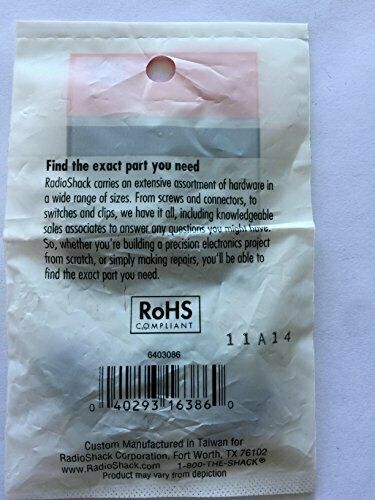 Find the exact part you need
RadioShack carries an extensive assortment of hardware in
a wide range of sizes. From screws and connectors, to
switches and clips, we have it all, including knowledgeable
sales associates to answer any questions you might have.
So, whether you're building a precision electronics project
from scratch, or simply making repairs, you'll be able to
find the exact part you need.
RoHS
COMPLIANT
11A14
6403086
0 40293 16386 0
Custom Manufactured in Taiwan for
RadioShack Corporation, Fort Worth, TX 76102
www.RadioShack.com 1-800-THE-SHACK®
Product may vary from depiction